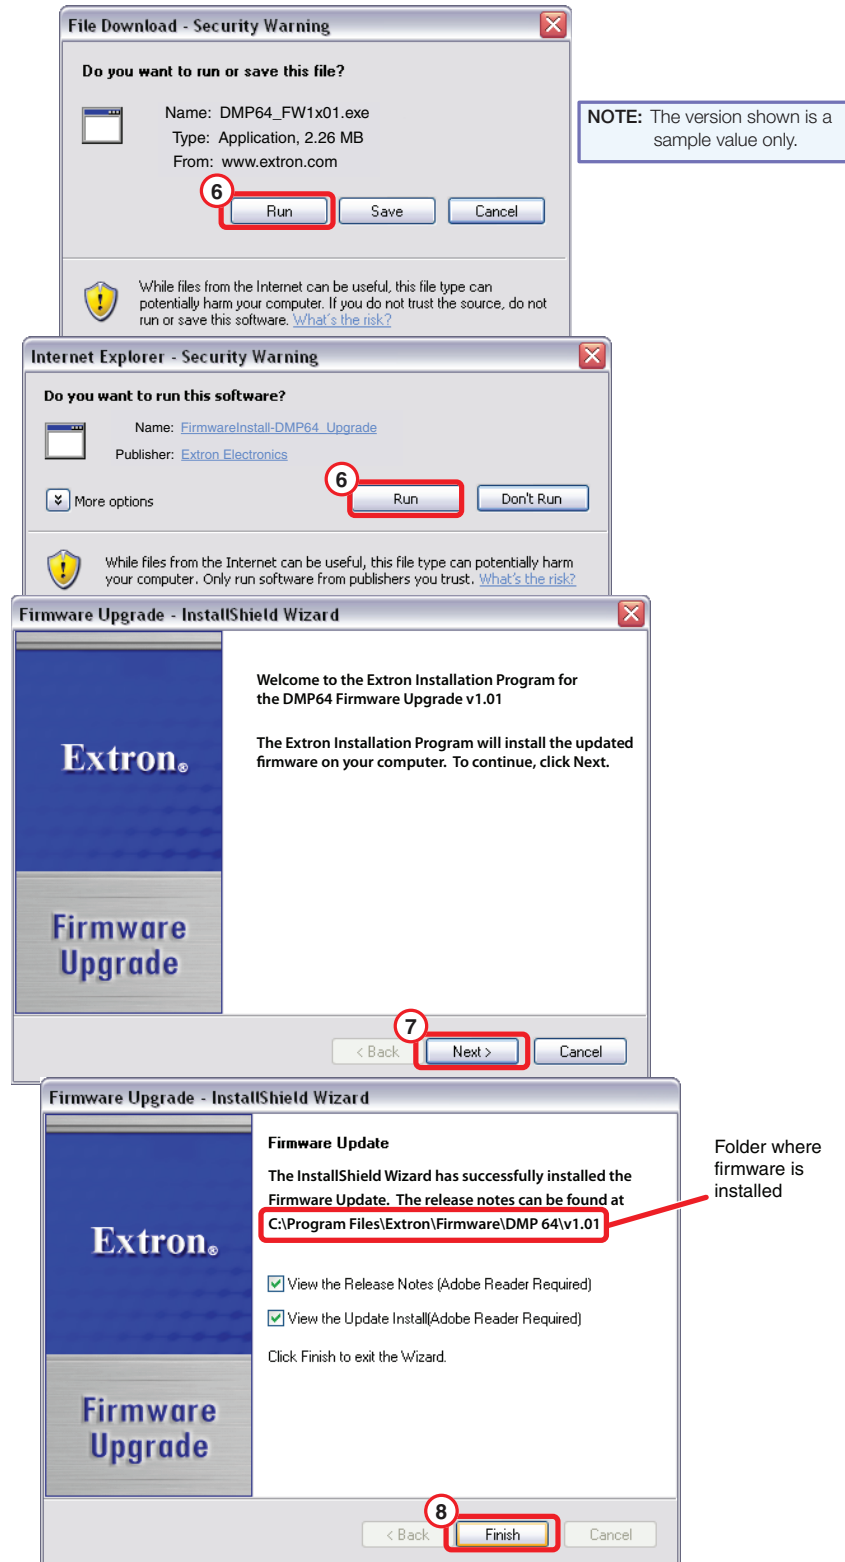 File Download - Security Warning
Do you want to run or save this file?
Name: DMP64_FW1x01.exe
Type: Application, 2.26 MB
From: www.extron.com
NOTE: The version shown is a
sample value only.
6
Run
Save
Cancel
While files from the Internet can be useful, this file type can
potentially harm your computer. If you do not trust the source, do not
run or save this software. What's the risk?
Internet Explorer - Security Warning
Do you want to run this software?
Name: FirmwareInstall-DMP64_Upgrade
Publisher: Extron Electronics
6
More options
Run
Don't Run
While files from the Internet can be useful, this file type can potentially harm
your computer. Only run software from publishers you trust. What's the risk?
Firmware Upgrade - InstallShield Wizard
Welcome to the Extron Installation Program for
the DMP64 Firmware Upgrade v1.01
The Extron Installation Program will install the updated
firmware on your computer. To continue, click Next.
Extron®
Firmware
Upgrade
7
< Back
Next >
Cancel
Firmware Upgrade - InstallShield Wizard
Firmware Update
The InstallShield Wizard has successfully installed the
Firmware Update. The release notes can be found at
C:\Program Files\Extron\Firmware\DMP 64\v1.01
Folder where
firmware is
installed
Extron®
View the Release Notes (Adobe Reader Required)
View the Update Install(Adobe Reader Required)
Click Finish to exit the Wizard.
Firmware
Upgrade
8
< Back
Finish
Cancel